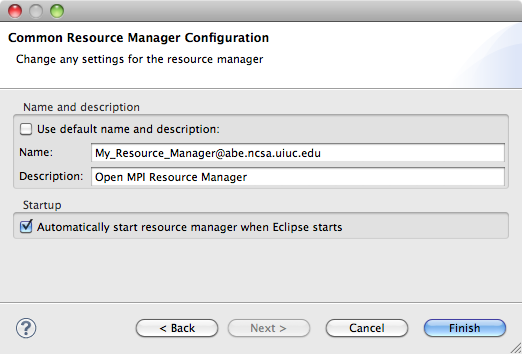 Common Resource Manager Configuration
Change any settings for the resource manager
Name and description
Use default name and description:
Name: My_Resource_Manager@abe.ncsa.uiuc.edu
Description: Open MPI Resource Manager
Startup
Automatically start resource manager when Eclipse starts
? < Back Next > Cancel Finish